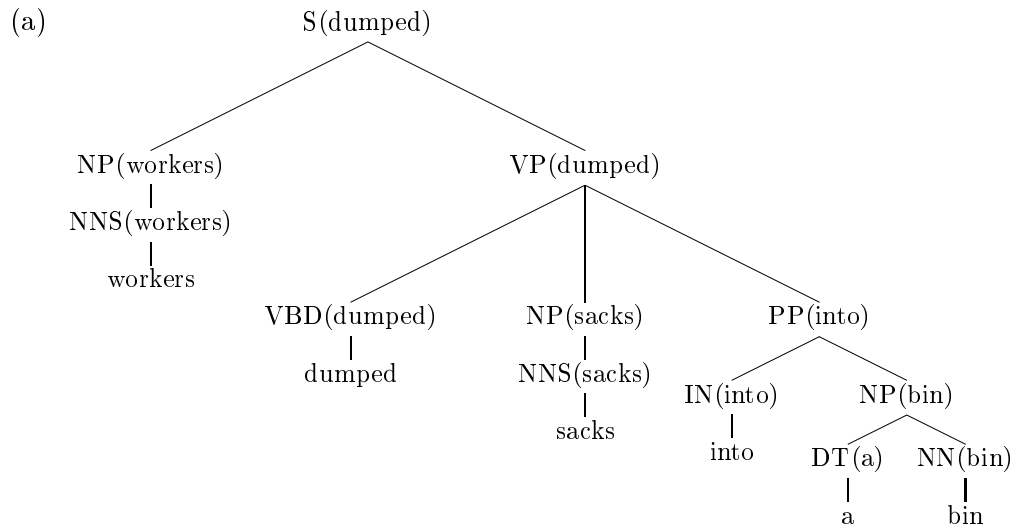 (a) S(dumped)
NP(workers) VP(dumped)
NNS(workers)
workers
VBD(dumped) NP(sacks) PP(into)
dumped NNS(sacks)
IN(into) NP(bin)
sacks
into
DT(a) NN(bin)
a bin